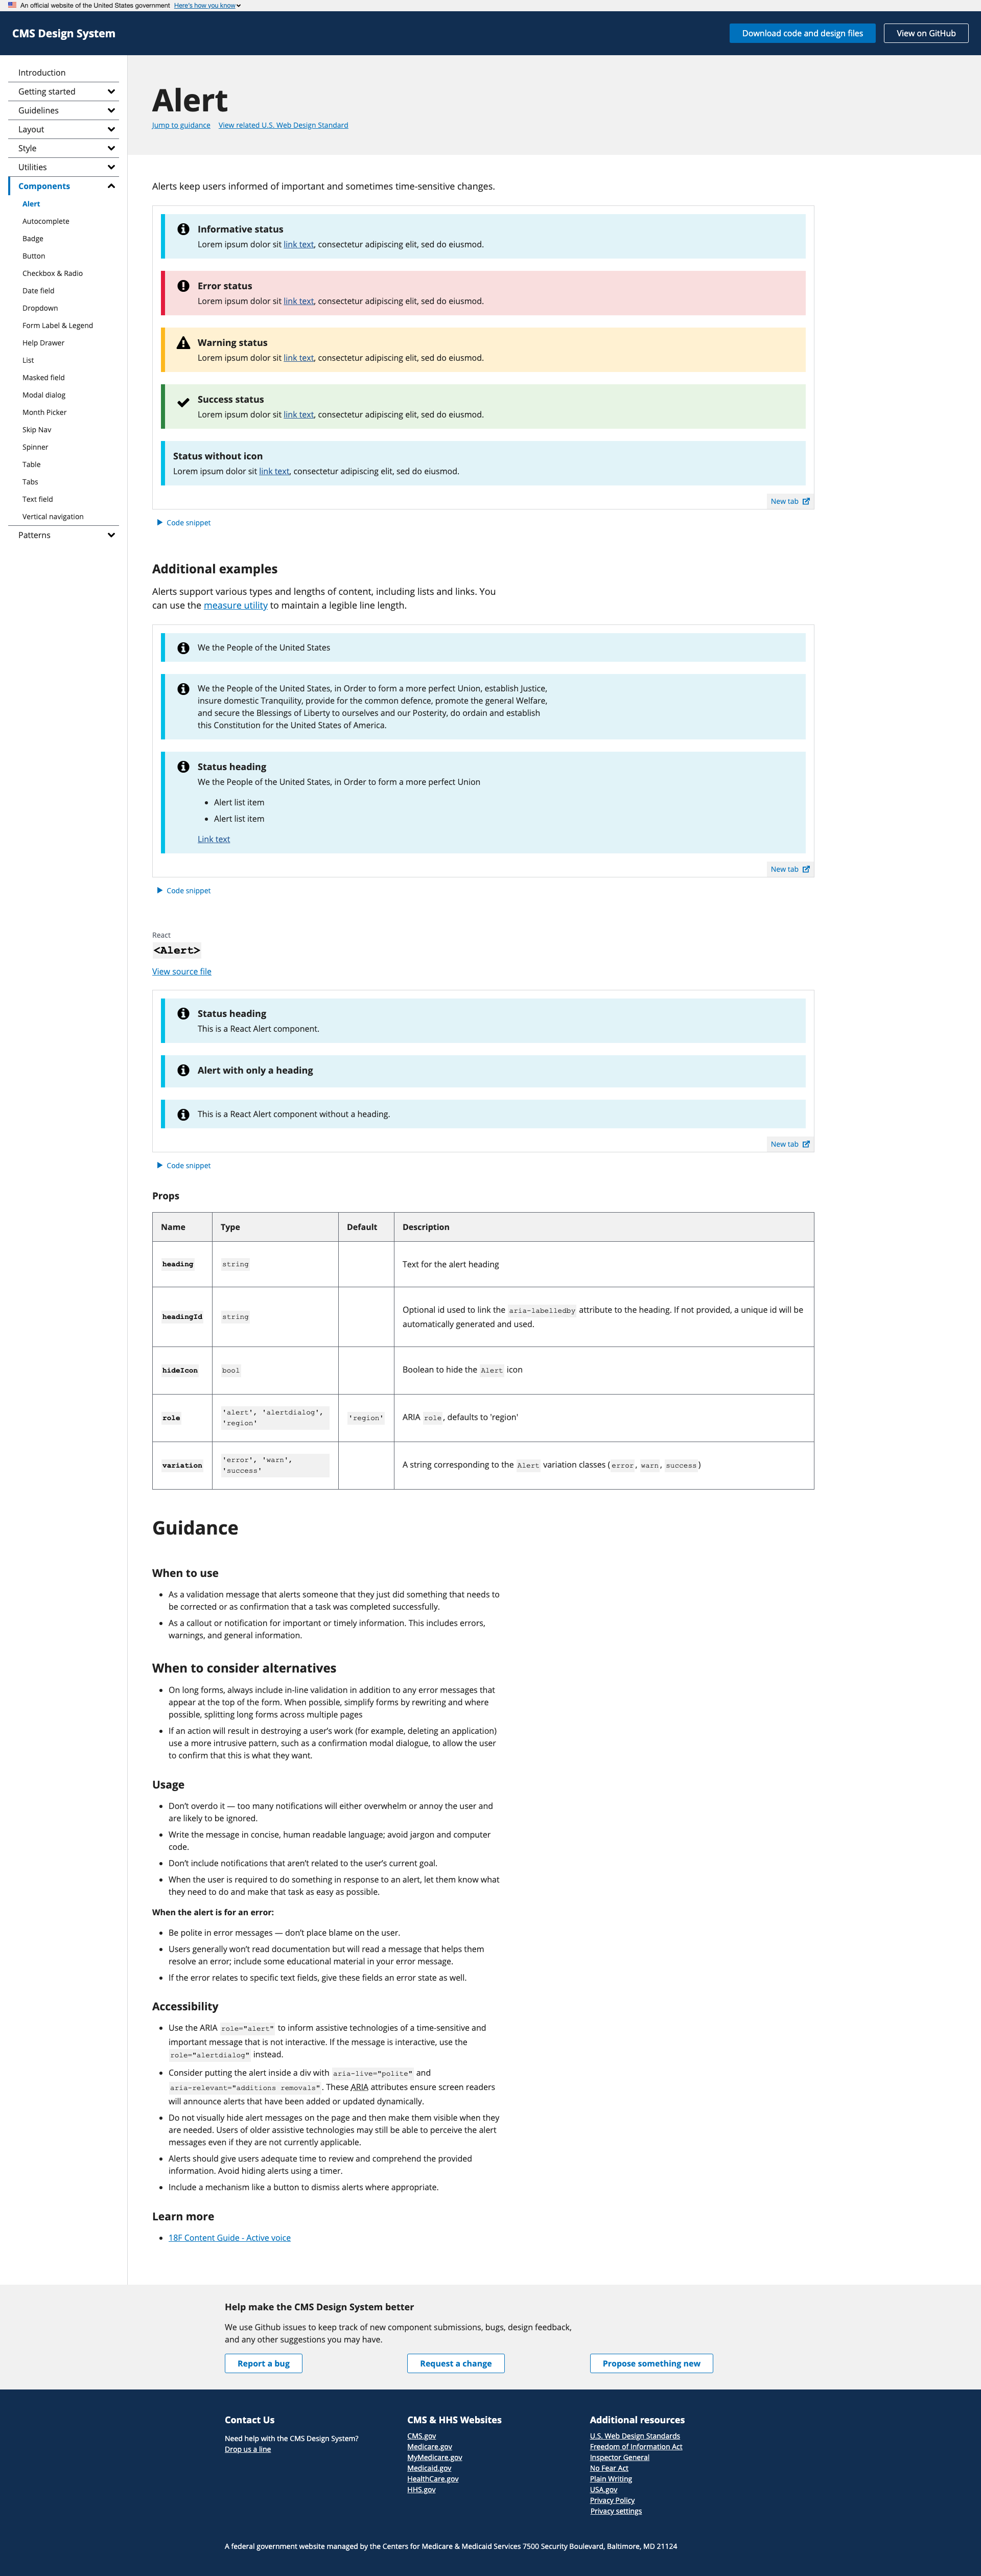 An official website of the United States government Here's how you know
CMS Design System
Download code and design files
View on GitHub
Introduction
Getting started
Guidelines
Layout
Style
Utilities
Components
Alert
Autocomplete
Badge
Button
Checkbox & Radio
Date field
Dropdown
Form Label & Legend
Help Drawer
List
Masked field
Modal dialog
Month Picker
Skip Nav
Spinner
Table
Tabs
Text field
Vertical navigation
Patterns
Alert
Jump to guidance View related U.S. Web Design Standard
Alerts keep users informed of important and sometimes time-sensitive changes.
Informative status
Lorem ipsum dolor sit link text, consectetur adipiscing elit, sed do eiusmod.
Error status
Lorem ipsum dolor sit link text, consectetur adipiscing elit, sed do eiusmod.
Warning status
Lorem ipsum dolor sit link text, consectetur adipiscing elit, sed do eiusmod.
Success status
Lorem ipsum dolor sit link text, consectetur adipiscing elit, sed do eiusmod.
Status without icon
Lorem ipsum dolor sit link text, consectetur adipiscing elit, sed do eiusmod.
New tab
Code snippet
Additional examples
Alerts support various types and lengths of content, including lists and links. You
can use the measure utility to maintain a legible line length.
We the People of the United States
We the People of the United States, in Order to form a more perfect Union, establish Justice,
insure domestic Tranquility, provide for the common defence, promote the general Welfare,
and secure the Blessings of Liberty to ourselves and our Posterity, do ordain and establish
this Constitution for the United States of America.
Status heading
We the People of the United States, in Order to form a more perfect Union
• Alert list item
• Alert list item
Link text
New tab
Code snippet
React
<Alert>
View source file
Status heading
This is a React Alert component.
Alert with only a heading
This is a React Alert component without a heading.
New tab
Code snippet
Props
Name Type Default Description
heading string Text for the alert heading
headingId string Optional id used to link the aria-labelledby attribute to the heading. If not provided, a unique id will be
automatically generated and used.
hideIcon bool Boolean to hide the Alert icon
role 'alert', 'alertdialog', 'region' 'region' ARIA role, defaults to 'region'
variation 'error', 'warn', 'success' A string corresponding to the Alert variation classes (error, warn, success)
Guidance
When to use
• As a validation message that alerts someone that they just did something that needs to
be corrected or as confirmation that a task was completed successfully.
• As a callout or notification for important or timely information. This includes errors,
warnings, and general information.
When to consider alternatives
• On long forms, always include in-line validation in addition to any error messages that
appear at the top of the form. When possible, simplify forms by rewriting and where
possible, splitting long forms across multiple pages
• If an action will result in destroying a user's work (for example, deleting an application)
use a more intrusive pattern, such as a confirmation modal dialogue, to allow the user
to confirm that this is what they want.
Usage
• Don't overdo it — too many notifications will either overwhelm or annoy the user and
are likely to be ignored.
• Write the message in concise, human readable language; avoid jargon and computer
code.
• Don't include notifications that aren't related to the user's current goal.
• When the user is required to do something in response to an alert, let them know what
they need to do and make that task as easy as possible.
When the alert is for an error:
• Be polite in error messages — don't place blame on the user.
• Users generally won't read documentation but will read a message that helps them
resolve an error; include some educational material in your error message.
• If the error relates to specific text fields, give these fields an error state as well.
Accessibility
• Use the ARIA role="alert" to inform assistive technologies of a time-sensitive and
important message that is not interactive. If the message is interactive, use the
role="alertdialog" instead.
• Consider putting the alert inside a div with aria-live="polite" and
aria-relevant="additions removals". These ARIA attributes ensure screen readers
will announce alerts that have been added or updated dynamically.
• Do not visually hide alert messages on the page and then make them visible when they
are needed. Users of older assistive technologies may still be able to perceive the alert
messages even if they are not currently applicable.
• Alerts should give users adequate time to review and comprehend the provided
information. Avoid hiding alerts using a timer.
• Include a mechanism like a button to dismiss alerts where appropriate.
Learn more
• 18F Content Guide - Active voice
Help make the CMS Design System better
We use Github issues to keep track of new component submissions, bugs, design feedback,
and any other suggestions you may have.
Report a bug
Request a change
Propose something new
Contact Us
Need help with the CMS Design System?
Drop us a line
CMS & HHS Websites
CMS.gov
Medicare.gov
MyMedicare.gov
Medicaid.gov
HealthCare.gov
HHS.gov
Additional resources
U.S. Web Design Standards
Freedom of Information Act
Inspector General
No Fear Act
Plain Writing
USA.gov
Privacy Policy
Privacy settings
A federal government website managed by the Centers for Medicare & Medicaid Services 7500 Security Boulevard, Baltimore, MD 21124